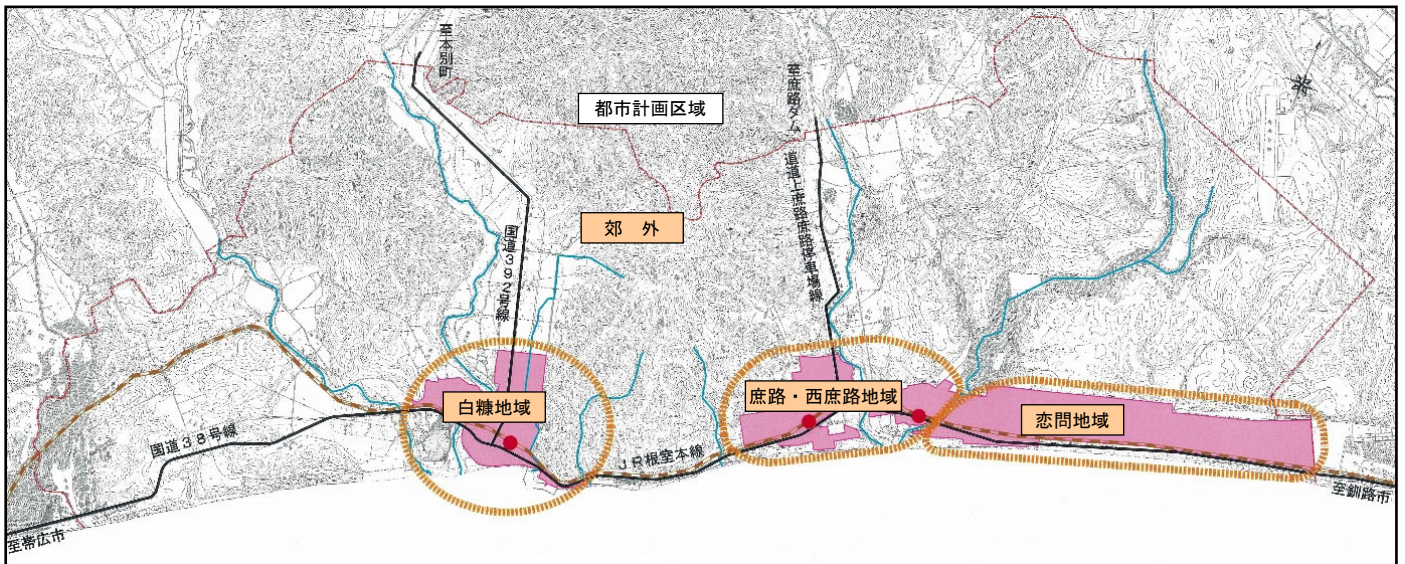 至本別町
都市計画区域
至庶路ダム
道道上庶路庶路停車場線
郊 外
国道392号線
白糠地域
庶路・西庶路地域
恋問地域
国道38号線
JR根室本線
至釧路市
至帯広市